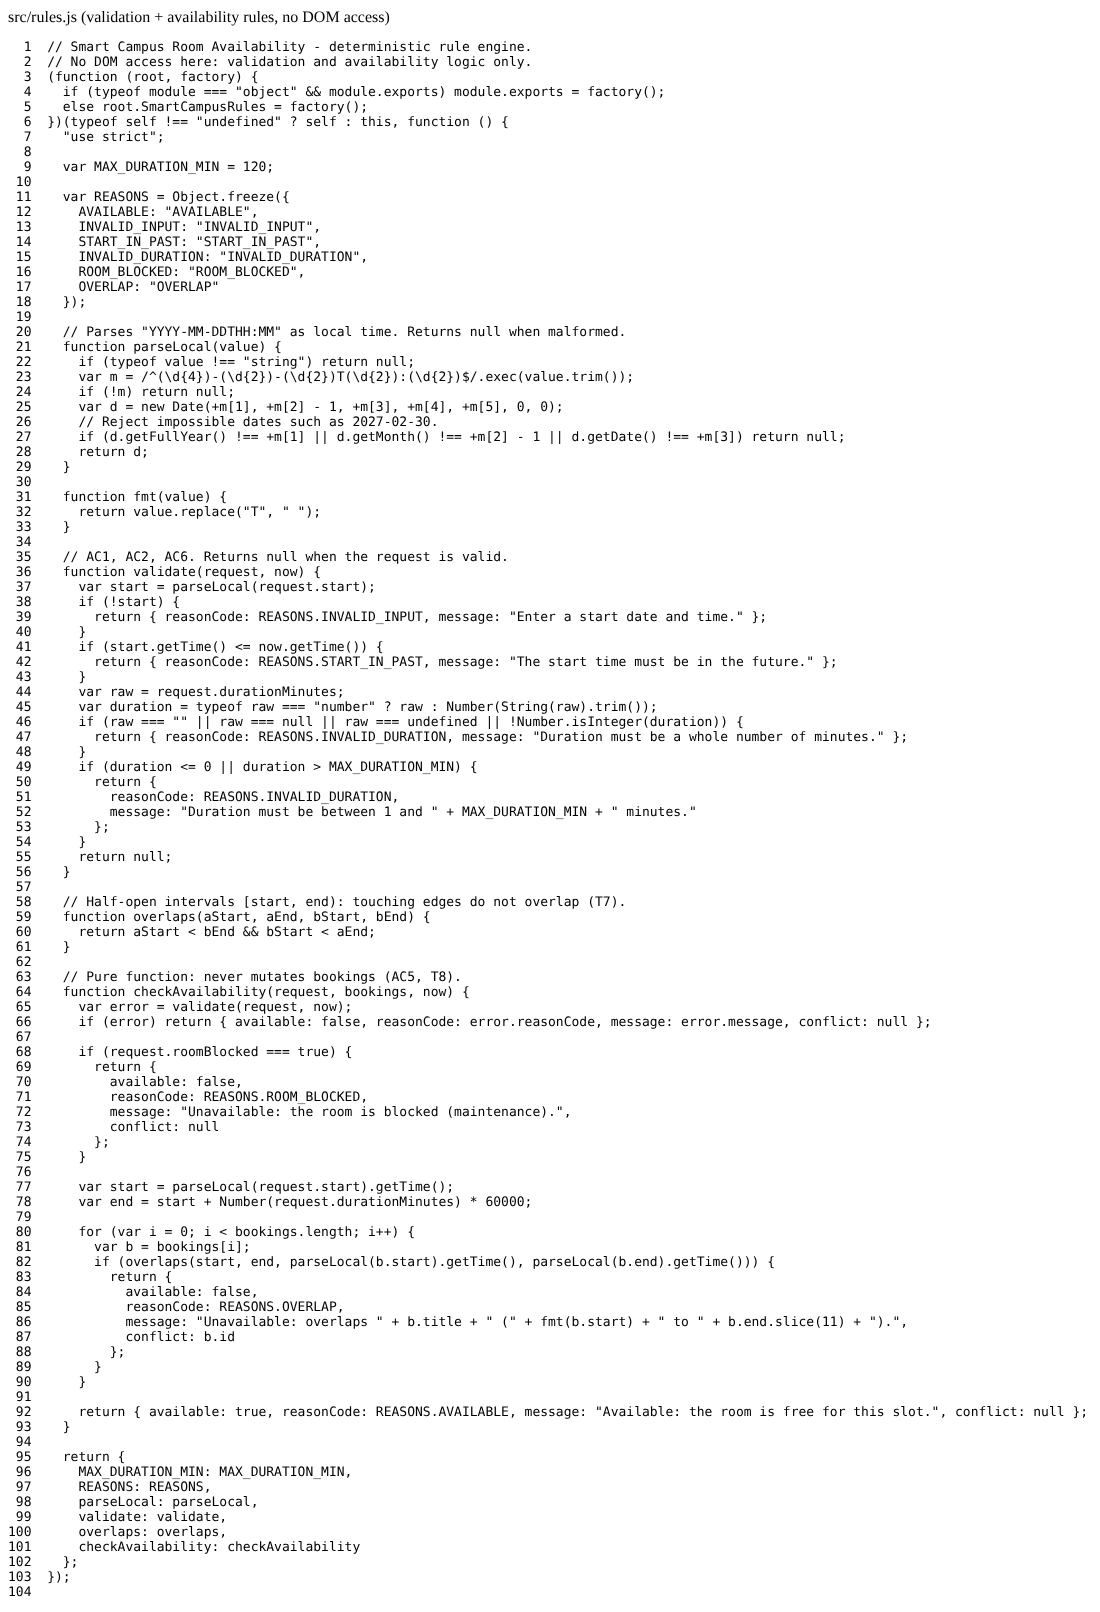 src/rules.js (validation + availability rules, no DOM access)
1 // Smart Campus Room Availability - deterministic rule engine.
2 // No DOM access here: validation and availability logic only.
3 (function (root, factory) {
4   if (typeof module === "object" && module.exports) module.exports = factory();
5   else root.SmartCampusRules = factory();
6 })(typeof self !== "undefined" ? self : this, function () {
7   "use strict";
8
9   var MAX_DURATION_MIN = 120;
10
11   var REASONS = Object.freeze({
12     AVAILABLE: "AVAILABLE",
13     INVALID_INPUT: "INVALID_INPUT",
14     START_IN_PAST: "START_IN_PAST",
15     INVALID_DURATION: "INVALID_DURATION",
16     ROOM_BLOCKED: "ROOM_BLOCKED",
17     OVERLAP: "OVERLAP"
18   });
19
20   // Parses "YYYY-MM-DDTHH:MM" as local time. Returns null when malformed.
21   function parseLocal(value) {
22     if (typeof value !== "string") return null;
23     var m = /^(\d{4})-(\d{2})-(\d{2})T(\d{2}):(\d{2})$/.exec(value.trim());
24     if (!m) return null;
25     var d = new Date(+m[1], +m[2] - 1, +m[3], +m[4], +m[5], 0, 0);
26     // Reject impossible dates such as 2027-02-30.
27     if (d.getFullYear() !== +m[1] || d.getMonth() !== +m[2] - 1 || d.getDate() !== +m[3]) return null;
28     return d;
29   }
30
31   function fmt(value) {
32     return value.replace("T", " ");
33   }
34
35   // AC1, AC2, AC6. Returns null when the request is valid.
36   function validate(request, now) {
37     var start = parseLocal(request.start);
38     if (!start) {
39       return { reasonCode: REASONS.INVALID_INPUT, message: "Enter a start date and time." };
40     }
41     if (start.getTime() <= now.getTime()) {
42       return { reasonCode: REASONS.START_IN_PAST, message: "The start time must be in the future." };
43     }
44     var raw = request.durationMinutes;
45     var duration = typeof raw === "number" ? raw : Number(String(raw).trim());
46     if (raw === "" || raw === null || raw === undefined || !Number.isInteger(duration)) {
47       return { reasonCode: REASONS.INVALID_DURATION, message: "Duration must be a whole number of minutes." };
48     }
49     if (duration <= 0 || duration > MAX_DURATION_MIN) {
50       return {
51         reasonCode: REASONS.INVALID_DURATION,
52         message: "Duration must be between 1 and " + MAX_DURATION_MIN + " minutes."
53       };
54     }
55     return null;
56   }
57
58   // Half-open intervals [start, end): touching edges do not overlap (T7).
59   function overlaps(aStart, aEnd, bStart, bEnd) {
60     return aStart < bEnd && bStart < aEnd;
61   }
62
63   // Pure function: never mutates bookings (AC5, T8).
64   function checkAvailability(request, bookings, now) {
65     var error = validate(request, now);
66     if (error) return { available: false, reasonCode: error.reasonCode, message: error.message, conflict: null };
67
68     if (request.roomBlocked === true) {
69       return {
70         available: false,
71         reasonCode: REASONS.ROOM_BLOCKED,
72         message: "Unavailable: the room is blocked (maintenance).",
73         conflict: null
74       };
75     }
76
77     var start = parseLocal(request.start).getTime();
78     var end = start + Number(request.durationMinutes) * 60000;
79
80     for (var i = 0; i < bookings.length; i++) {
81       var b = bookings[i];
82       if (overlaps(start, end, parseLocal(b.start).getTime(), parseLocal(b.end).getTime())) {
83         return {
84           available: false,
85           reasonCode: REASONS.OVERLAP,
86           message: "Unavailable: overlaps " + b.title + " (" + fmt(b.start) + " to " + b.end.slice(11) + ").",
87           conflict: b.id
88         };
89       }
90     }
91
92     return { available: true, reasonCode: REASONS.AVAILABLE, message: "Available: the room is free for this slot.", conflict: null };
93   }
94
95   return {
96     MAX_DURATION_MIN: MAX_DURATION_MIN,
97     REASONS: REASONS,
98     parseLocal: parseLocal,
99     validate: validate,
100     overlaps: overlaps,
101     checkAvailability: checkAvailability
102   };
103 });
104